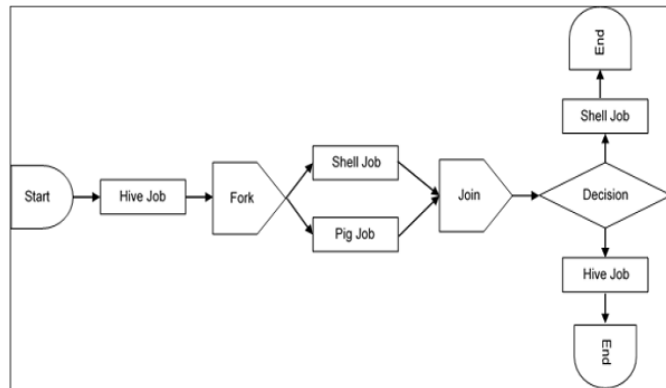 End
Shell Job
Start
Hive Job
Fork
Shell Job
Pig Job
Join
Decision
Hive Job
End